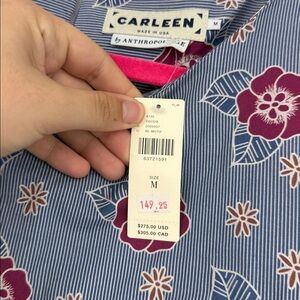 CARLEEN
MADE IN USA
M
by ANTHROPOLOGIE
63721591
SIZE
M
149.95
$275.00 USD
$305.00 CAD